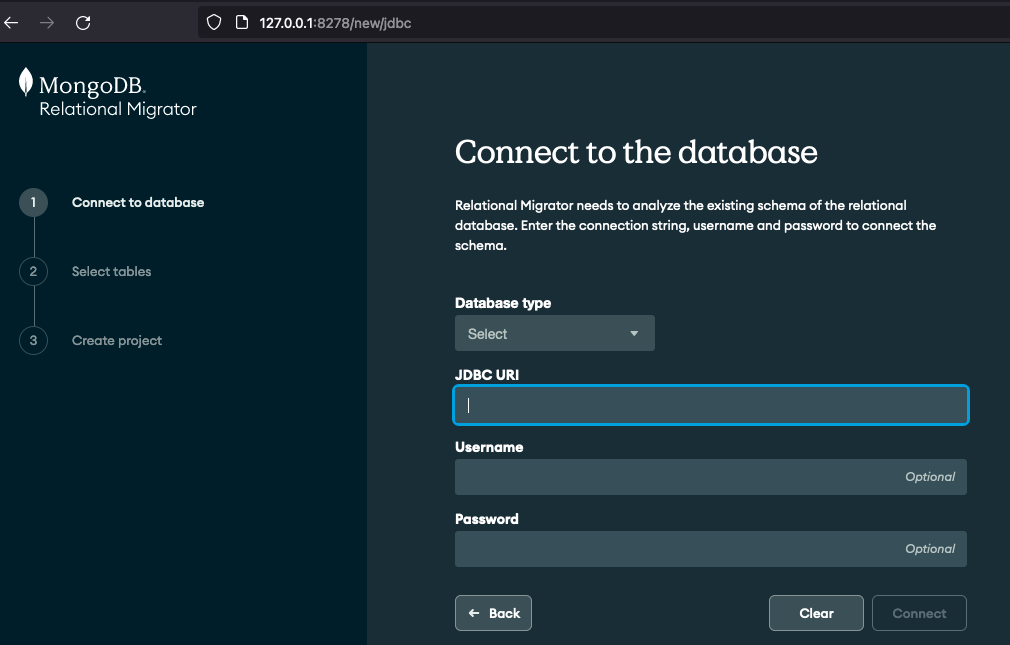 127.0.0.1:8278/new/jdbc
MongoDB.
Relational Migrator
1 Connect to database
2 Select tables
3 Create project
Connect to the database
Relational Migrator needs to analyze the existing schema of the relational
database. Enter the connection string, username and password to connect the
schema.
Database type
Select
JDBC URI
Username
Optional
Password
Optional
← Back
Clear
Connect